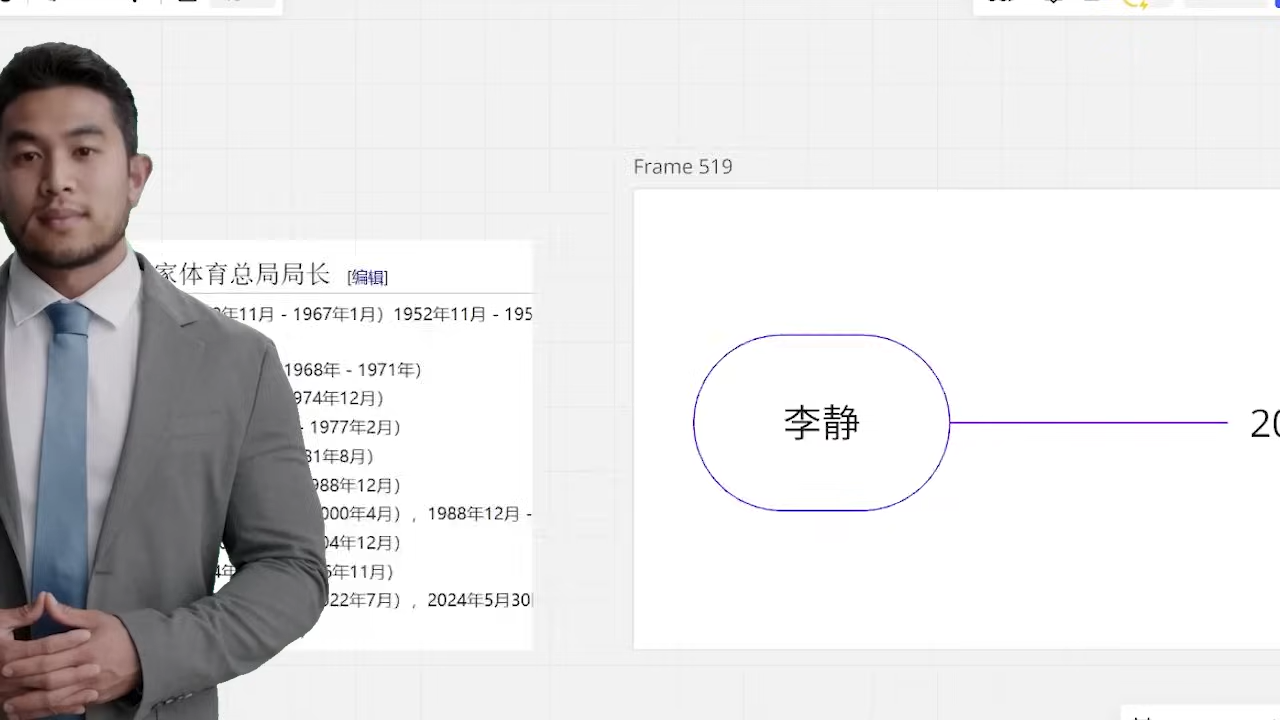 Frame 519
家体育总局局长 [编辑]
年11月 - 1967年1月）1952年11月 - 195
1968年 - 1971年)
974年12月)
- 1977年2月)
31年8月)
988年12月)
000年4月），1988年12月 -
04年12月)
年11月)
022年7月），2024年5月30
李静
20